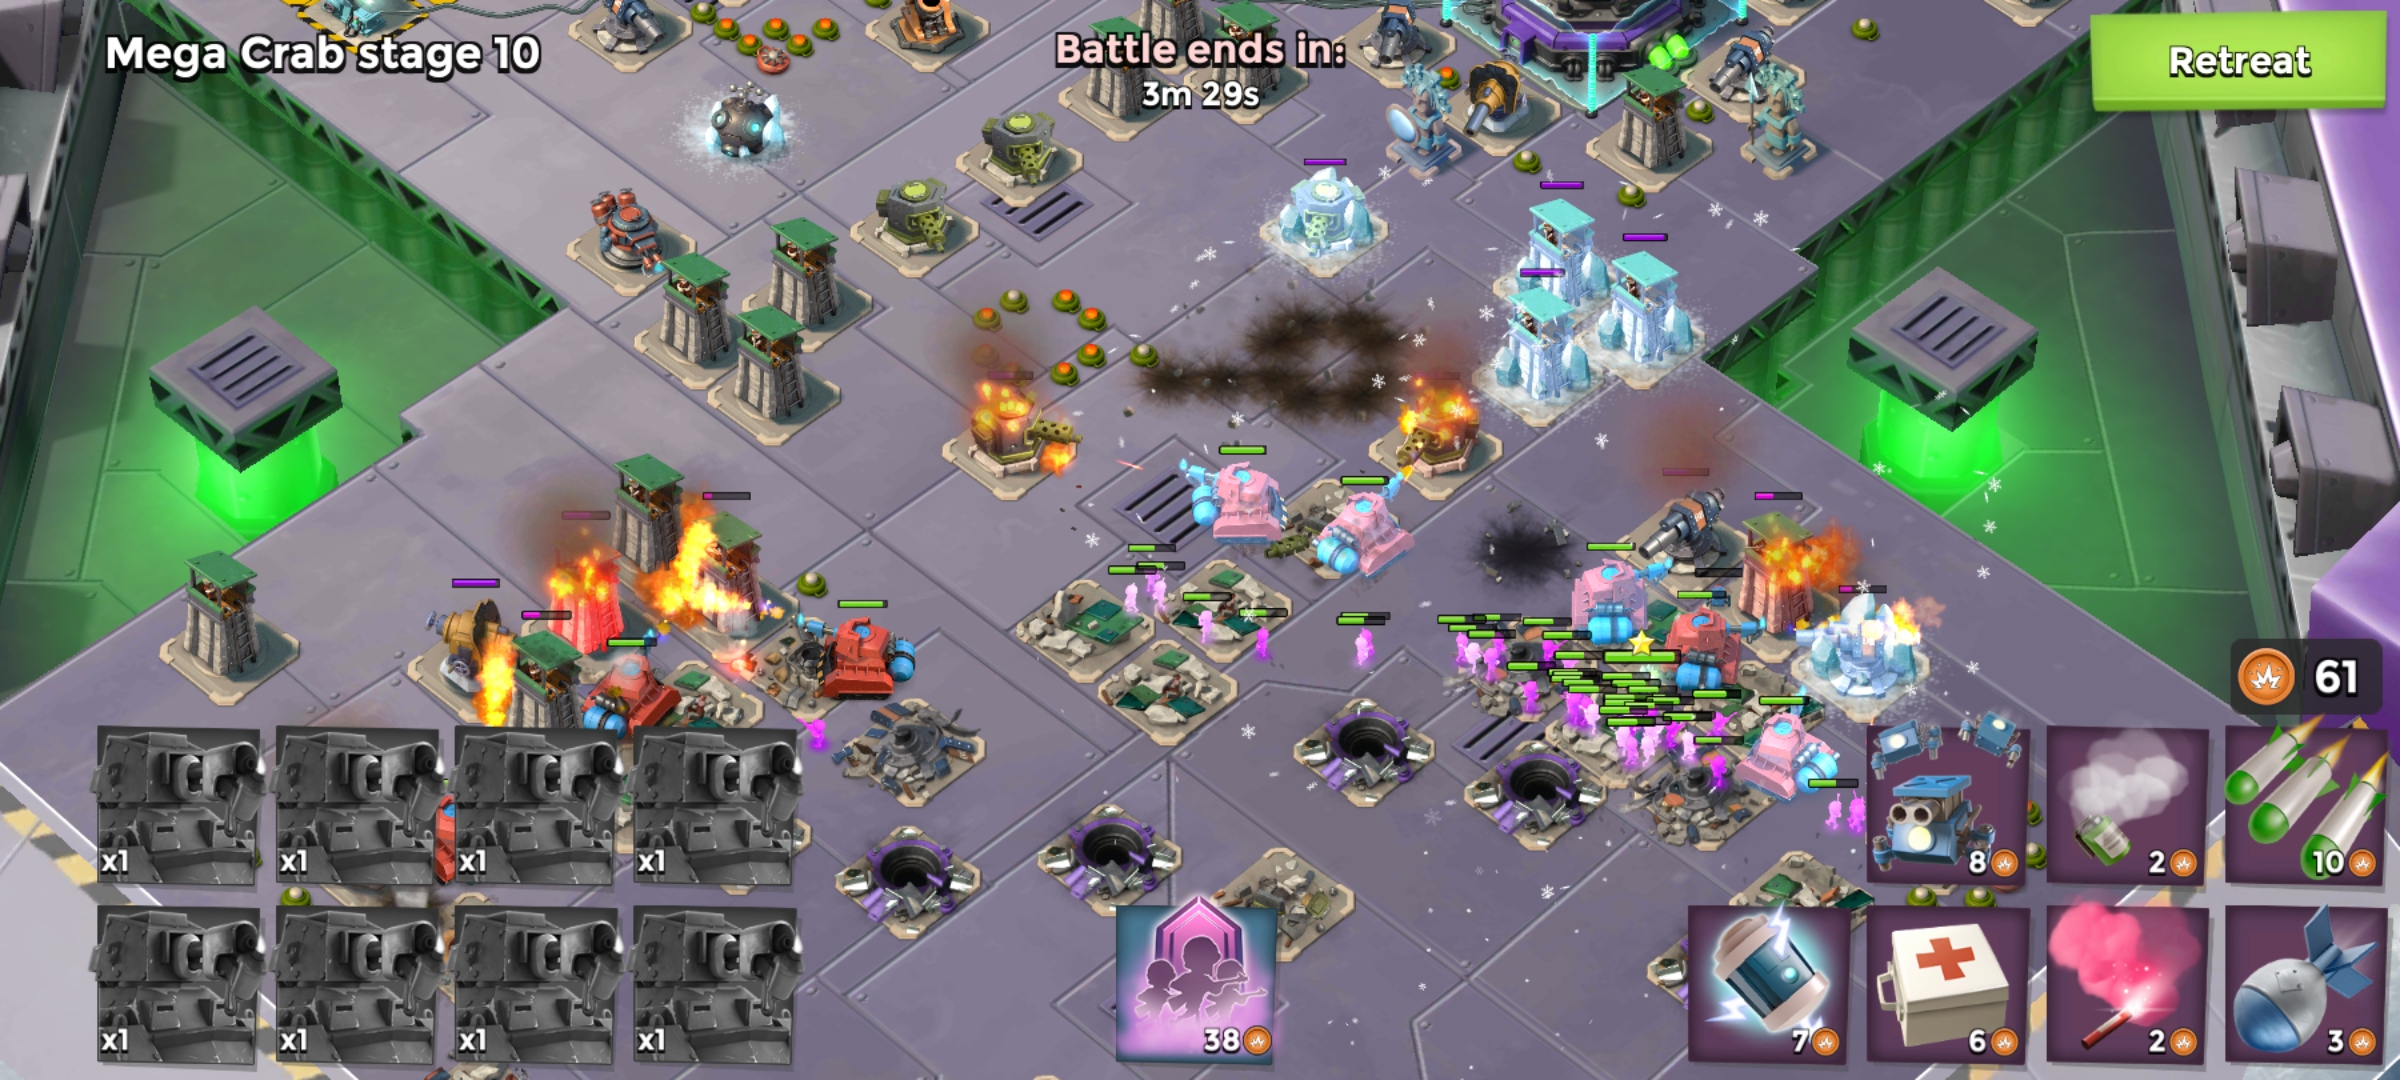 Mega Crab stage 10
Battle ends in:
3m 29s
Retreat
61
x1
x1
x1
x1
8
2
10
x1
x1
x1
x1
38
7
6
2
3